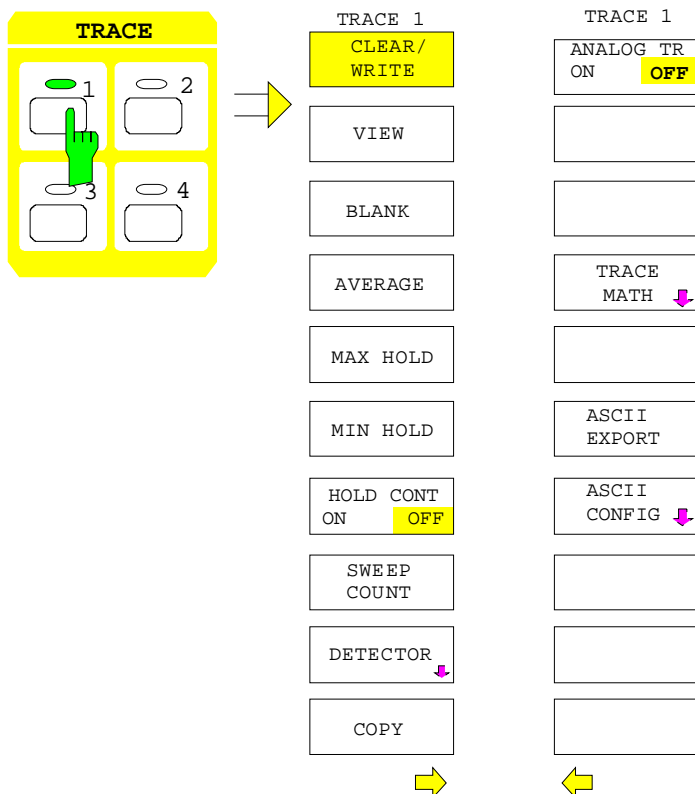 TRACE
1
2
3
4
TRACE 1
CLEAR/
WRITE
VIEW
BLANK
AVERAGE
MAX HOLD
MIN HOLD
HOLD CONT
ON OFF
SWEEP
COUNT
DETECTOR
COPY
TRACE 1
ANALOG TR
ON OFF
TRACE
MATH
ASCII
EXPORT
ASCII
CONFIG